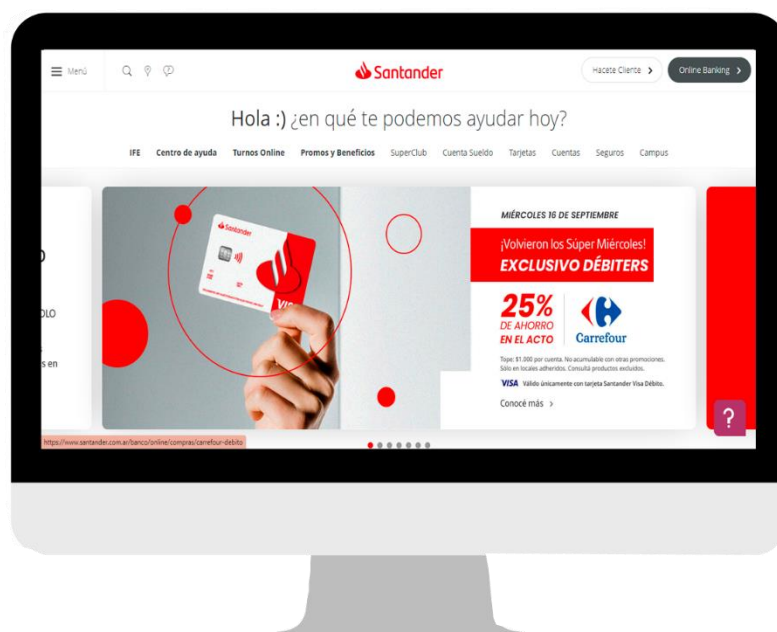 Menú
Santander
Hacete Cliente
Online Banking
Hola :) ¿en qué te podemos ayudar hoy?
IFE Centro de ayuda Turnos Online Promos y Beneficios SuperClub Cuenta Sueldo Tarjetas Cuentas Seguros Campus
MIÉRCOLES 16 DE SEPTIEMBRE
¡Volvieron los Súper Miércoles!
EXCLUSIVO DÉBITERS
25%
DE AHORRO
EN EL ACTO
Carrefour
Tope: $1.000 por cuenta. No acumulable con otras promociones.
Sólo en locales adheridos. Consultá productos excluidos.
VISA Válido únicamente con tarjeta Santander Visa Débito.
Conocé más
Santander
VISA
s en
?
https://www.santander.com.ar/banco/online/compras/carrefour-debito